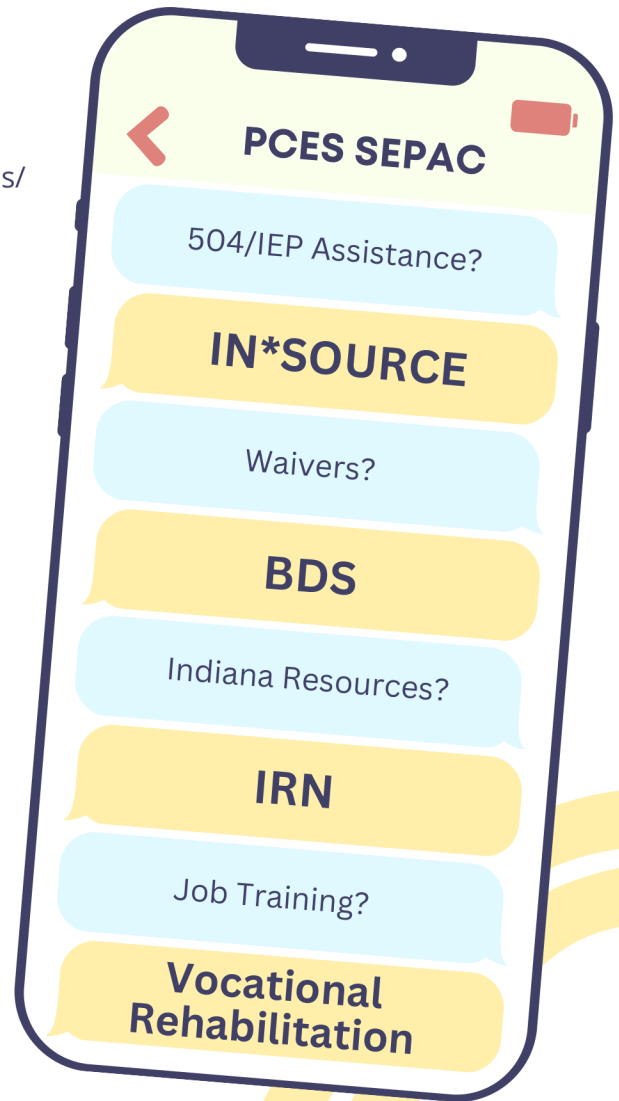 s/
PCES SEPAC
504/IEP Assistance?
IN*SOURCE
Waivers?
BDS
Indiana Resources?
IRN
Job Training?
Vocational
Rehabilitation